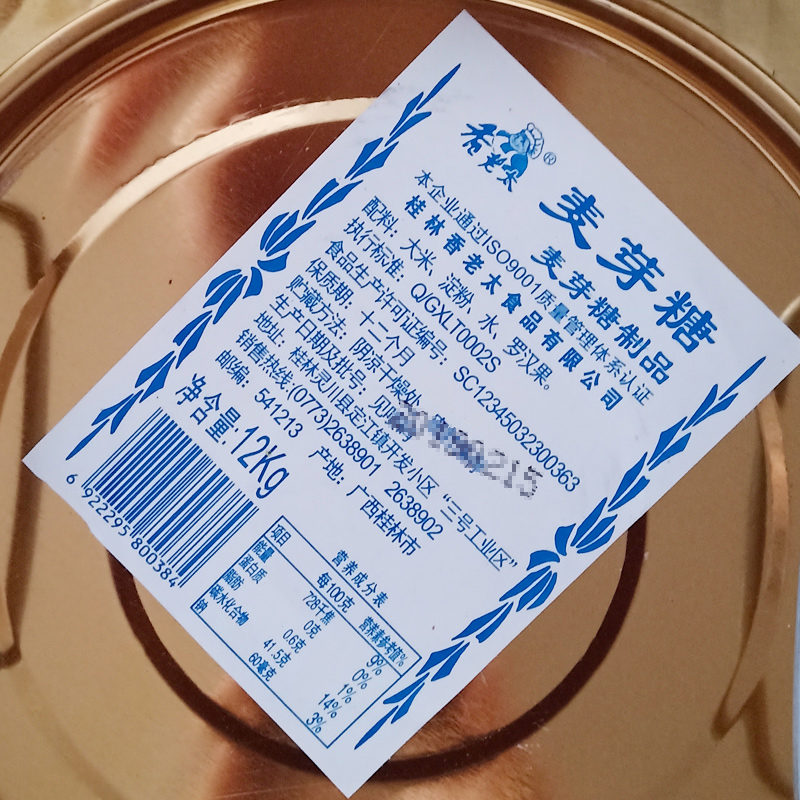 香老太®
麦芽糖
麦芽糖制品
本企业通过ISO9001质量管理体系认证
桂林香老太食品有限公司
配料：大米、淀粉、水、罗汉果。
执行标准：Q/GXLT0002S
食品生产许可证编号：SC12345032300363
保质期：十二个月
贮藏方法：阴凉干燥处
生产日期及批号：见
地址：桂林灵川县定江镇开发小区“三号工业区”
销售热线:(0773)2638901 2638902
邮编：541213 产地：广西桂林市
净含量:12Kg
6 922295 800384
营养成分表
项目 每100克 营养素参考值%
能量 728千焦 9%
蛋白质 0克 0%
脂肪 0.6克 1%
碳水化合物 41.5克 14%
钠 60毫克 3%